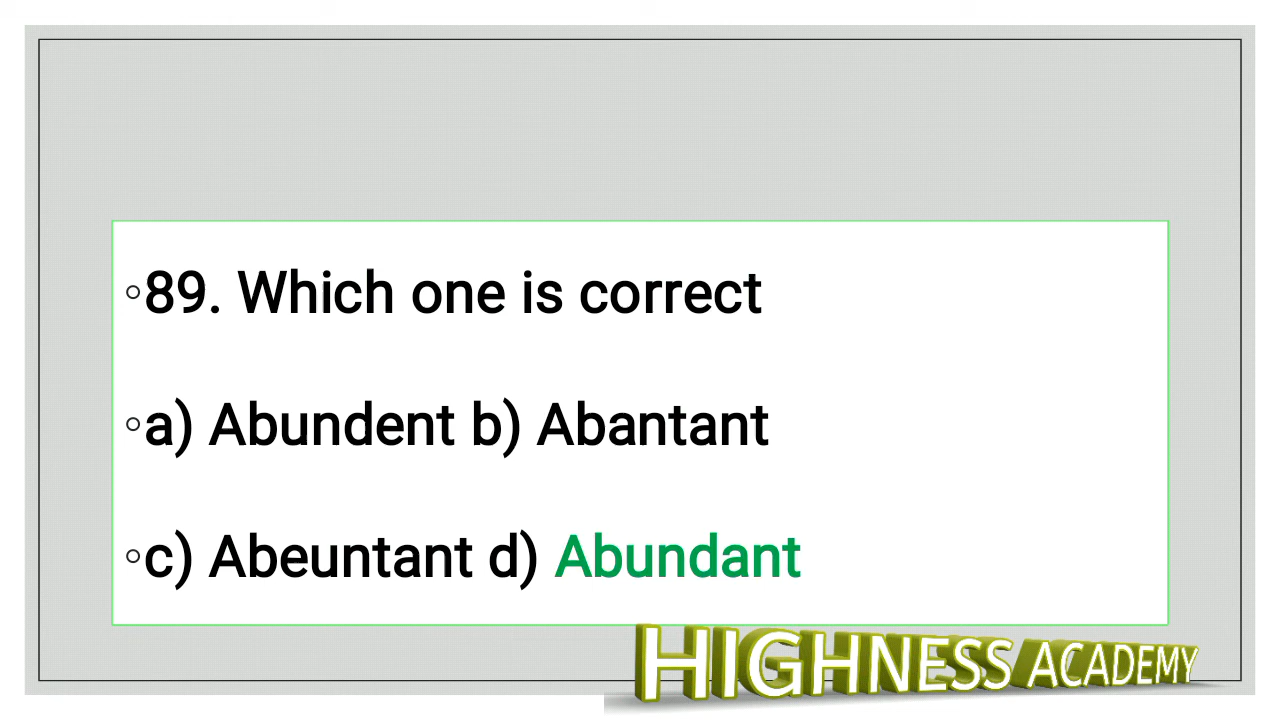 ◦89. Which one is correct
◦a) Abundent b) Abantant
◦c) Abeuntant d) Abundant
HIGHNESS ACADEMY